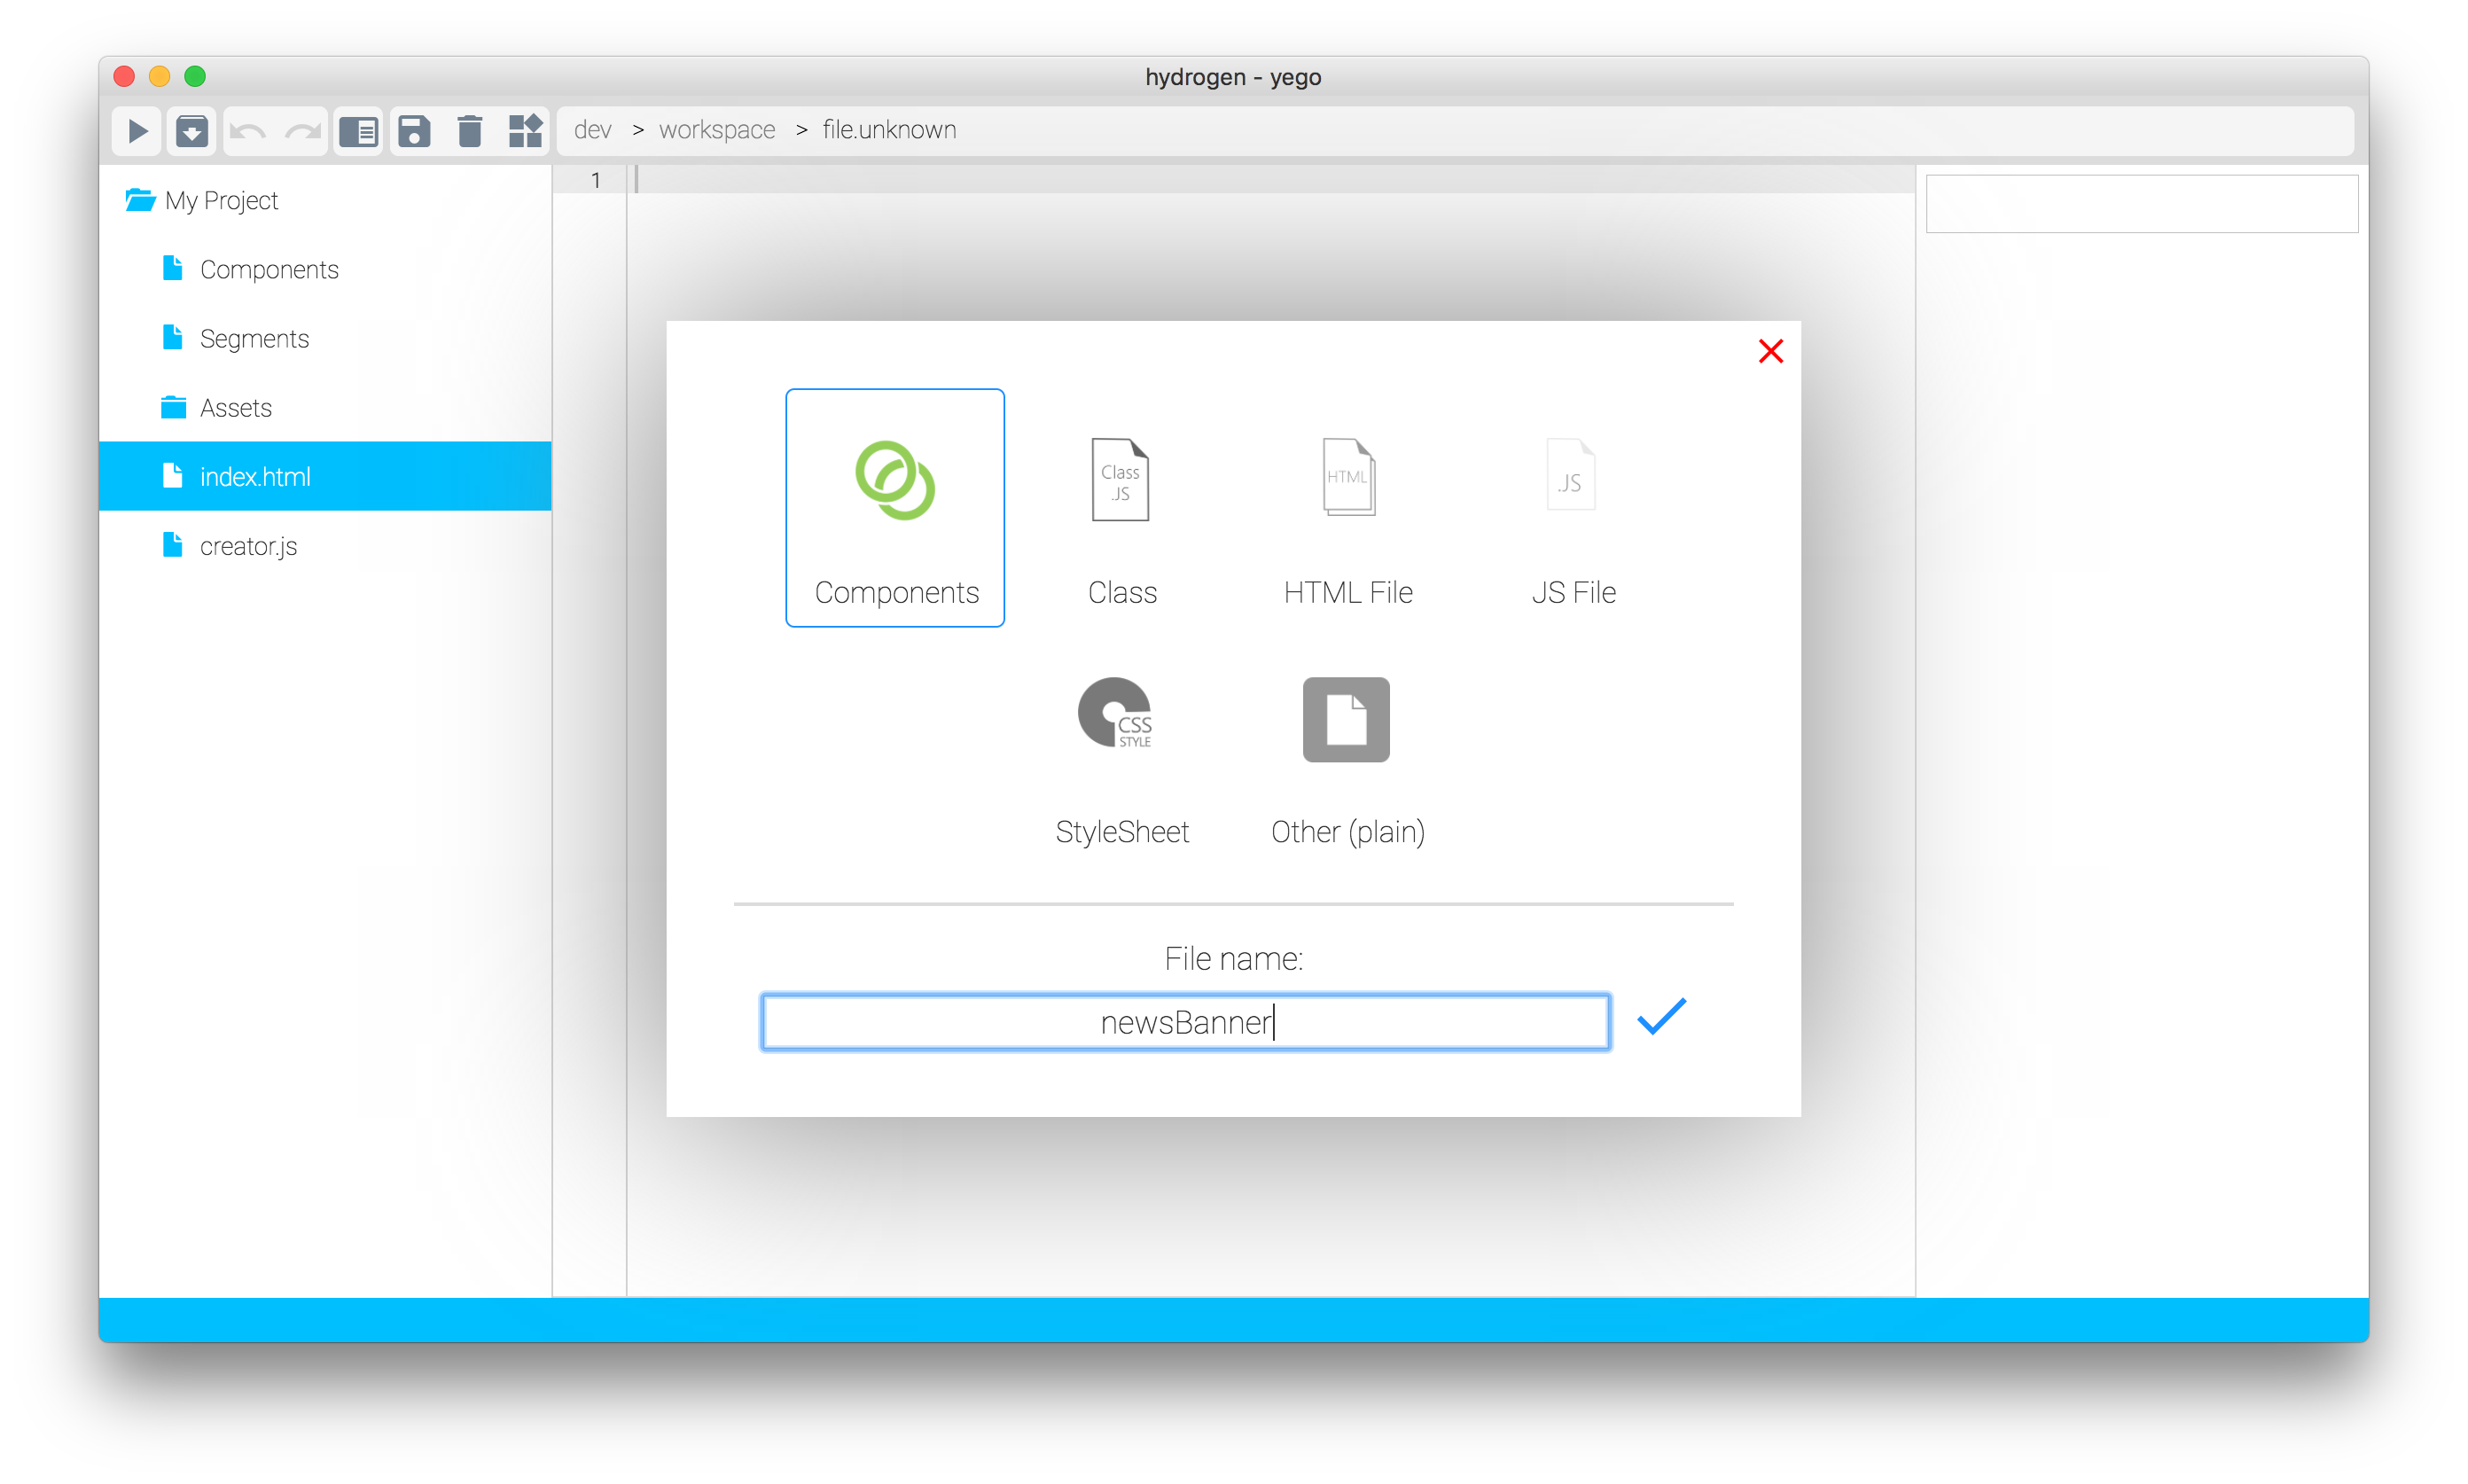 hydrogen - yego
dev > workspace > file.unknown
My Project
Components
Segments
Assets
index.html
creator.js
1
Class
.JS
HTML
.JS
Components
Class
HTML File
JS File
CSS
STYLE
StyleSheet
Other (plain)
File name:
newsBanner